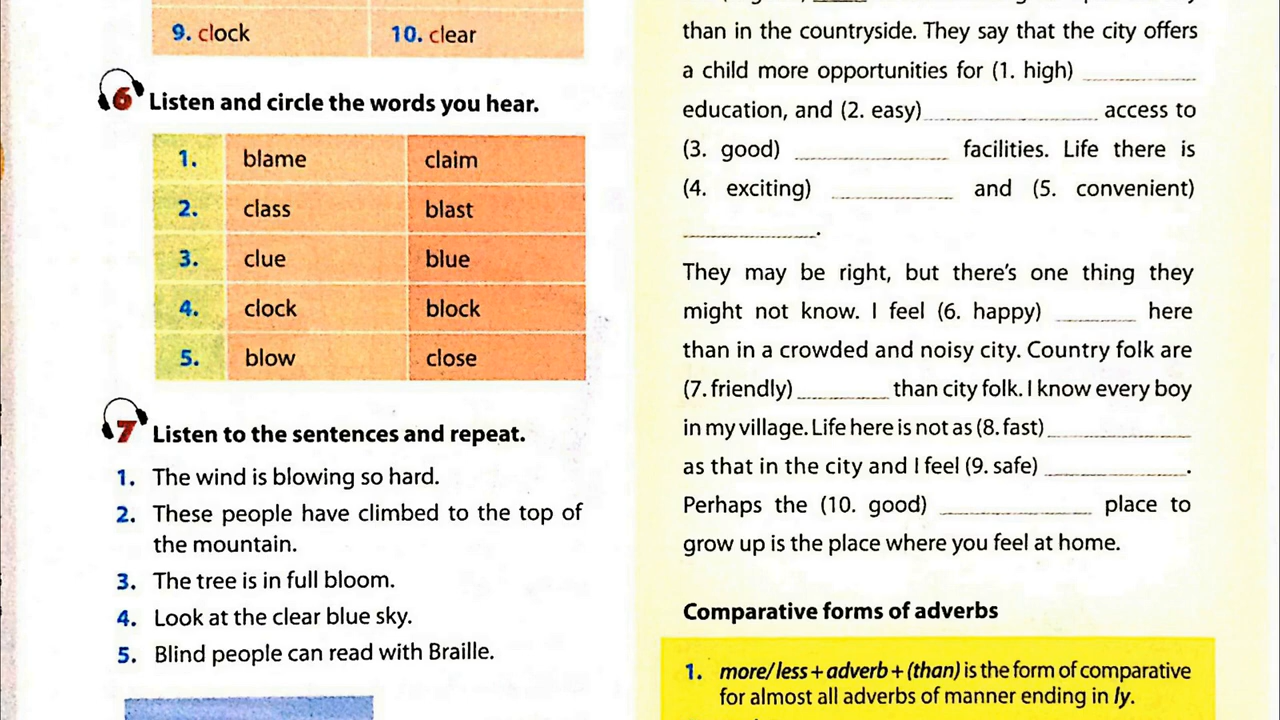 9. clock 10. clear
6 Listen and circle the words you hear.
1. blame claim
2. class blast
3. clue blue
4. clock block
5. blow close
7 Listen to the sentences and repeat.
1. The wind is blowing so hard.
2. These people have climbed to the top of
the mountain.
3. The tree is in full bloom.
4. Look at the clear blue sky.
5. Blind people can read with Braille.
than in the countryside. They say that the city offers
a child more opportunities for (1. high) ____
education, and (2. easy) ____ access to
(3. good) ____ facilities. Life there is
(4. exciting) ____ and (5. convenient)
____.
They may be right, but there's one thing they
might not know. I feel (6. happy) ____ here
than in a crowded and noisy city. Country folk are
(7. friendly) ____ than city folk. I know every boy
in my village. Life here is not as (8. fast) ____
as that in the city and I feel (9. safe) ____.
Perhaps the (10. good) ____ place to
grow up is the place where you feel at home.
Comparative forms of adverbs
1. more/less + adverb + (than) is the form of comparative
for almost all adverbs of manner ending in ly.